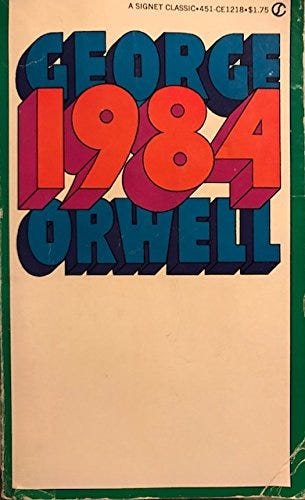 A SIGNET CLASSIC•451-CE1218•$1.75
GEORGE
1984
ORWELL